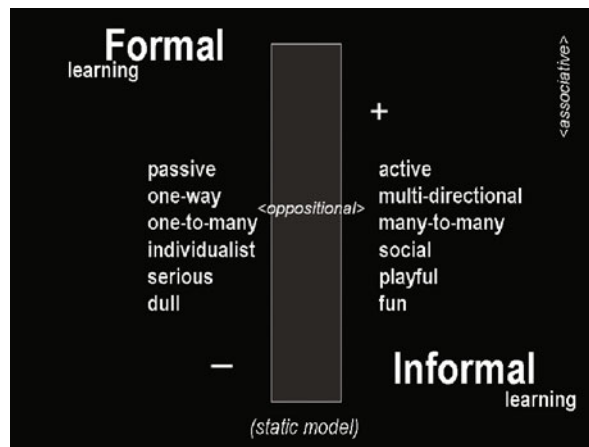 Formal
learning
<associative>
+
passive
one-way
one-to-many
individualist
serious
dull
<oppositional>
active
multi-directional
many-to-many
social
playful
fun
–
Informal
learning
(static model)